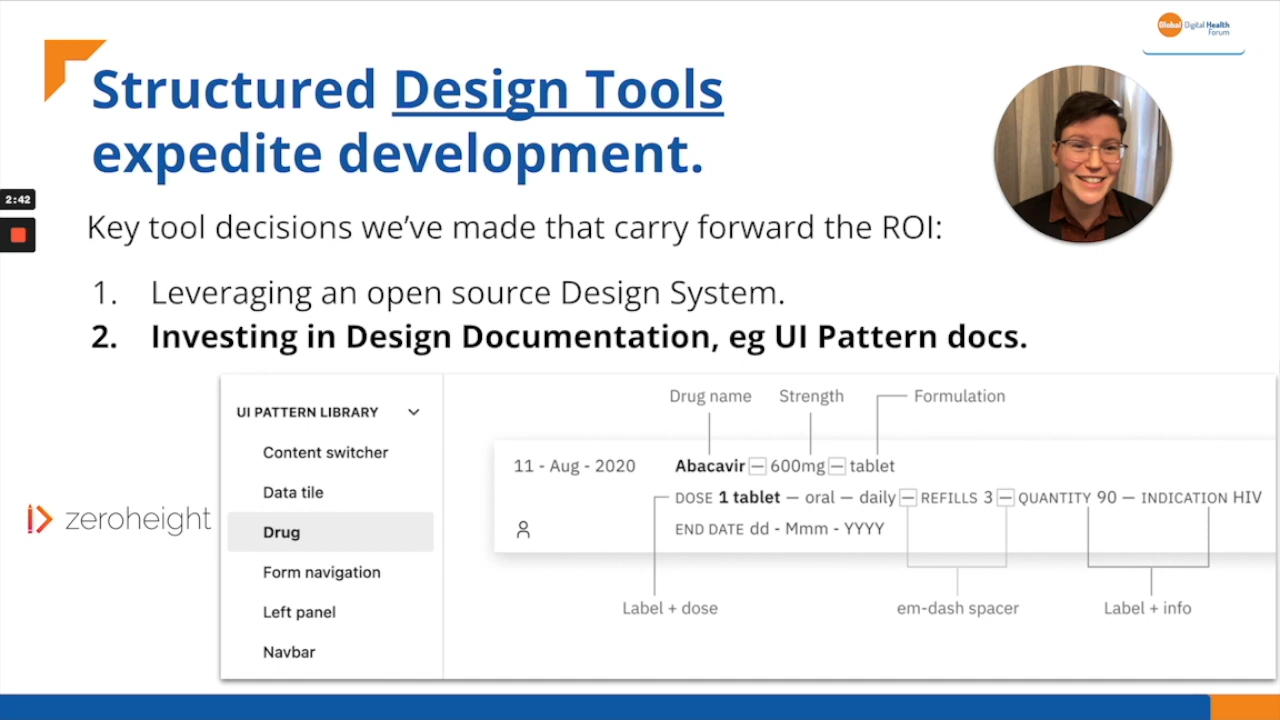 Global Digital Health
Forum
Structured Design Tools
expedite development.
2:42
Key tool decisions we’ve made that carry forward the ROI:
1. Leveraging an open source Design System.
2. Investing in Design Documentation, eg UI Pattern docs.
zeroheight
UI PATTERN LIBRARY
Content switcher
Data tile
Drug
Form navigation
Left panel
Navbar
Drug name Strength Formulation
11 - Aug - 2020 Abacavir — 600mg — tablet
DOSE 1 tablet — oral — daily — REFILLS 3 — QUANTITY 90 — INDICATION HIV
END DATE dd - Mmm - YYYY
Label + dose em-dash spacer Label + info